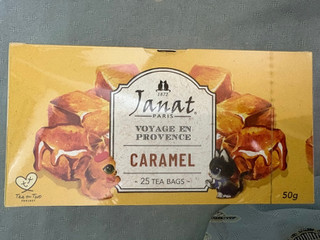 1872
Janat
PARIS
VOYAGE EN
PROVENCE
CARAMEL
- 25 TEA BAGS -
50g